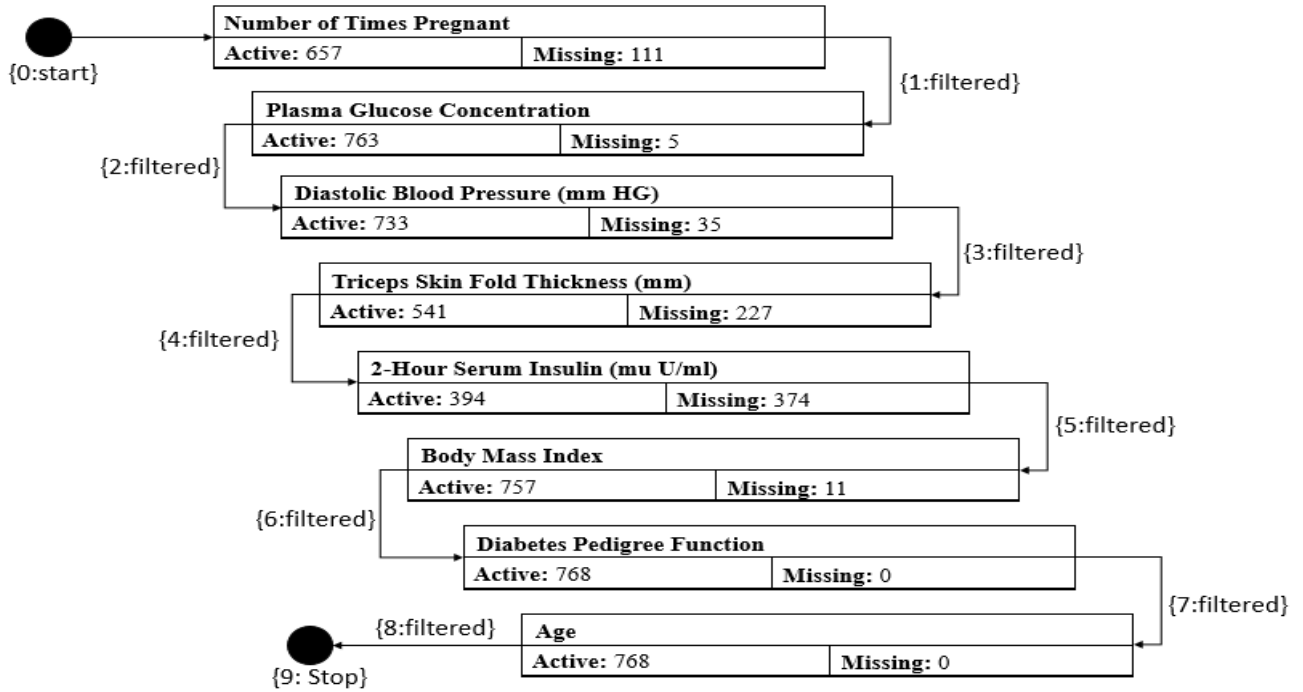 Number of Times Pregnant
Active: 657 Missing: 111
{0:start}
{1:filtered}
Plasma Glucose Concentration
Active: 763 Missing: 5
{2:filtered}
Diastolic Blood Pressure (mm HG)
Active: 733 Missing: 35
{3:filtered}
Triceps Skin Fold Thickness (mm)
Active: 541 Missing: 227
{4:filtered}
2-Hour Serum Insulin (mu U/ml)
Active: 394 Missing: 374
{5:filtered}
Body Mass Index
Active: 757 Missing: 11
{6:filtered}
Diabetes Pedigree Function
Active: 768 Missing: 0
{7:filtered}
{8:filtered}
Age
Active: 768 Missing: 0
{9: Stop}